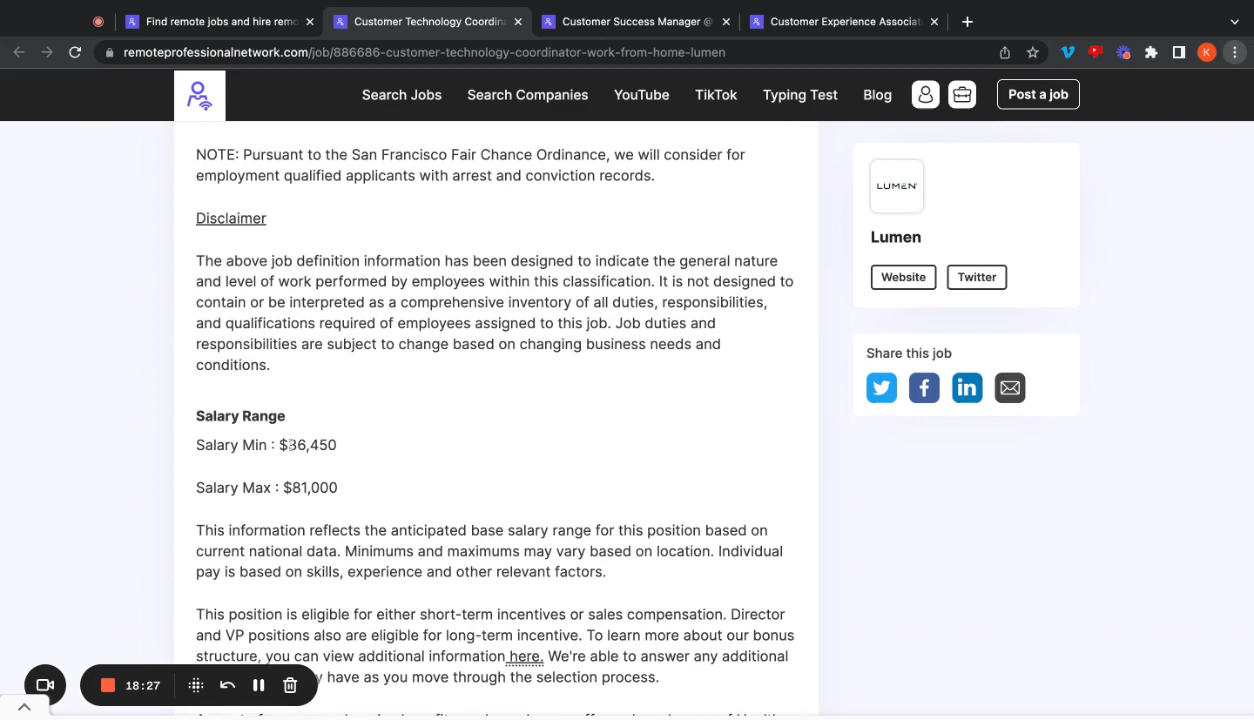 Find remote jobs and hire remo
Customer Technology Coordina
Customer Success Manager @
Customer Experience Associat
remoteprofessionalnetwork.com/job/886686-customer-technology-coordinator-work-from-home-lumen
K
Search Jobs
Search Companies
YouTube
TikTok
Typing Test
Blog
Post a job
NOTE: Pursuant to the San Francisco Fair Chance Ordinance, we will consider for
employment qualified applicants with arrest and conviction records.
Disclaimer
The above job definition information has been designed to indicate the general nature
and level of work performed by employees within this classification. It is not designed to
contain or be interpreted as a comprehensive inventory of all duties, responsibilities,
and qualifications required of employees assigned to this job. Job duties and
responsibilities are subject to change based on changing business needs and
conditions.
Salary Range
Salary Min : $36,450
Salary Max : $81,000
This information reflects the anticipated base salary range for this position based on
current national data. Minimums and maximums may vary based on location. Individual
pay is based on skills, experience and other relevant factors.
This position is eligible for either short-term incentives or sales compensation. Director
and VP positions also are eligible for long-term incentive. To learn more about our bonus
structure, you can view additional information here. We're able to answer any additional
have as you move through the selection process.
LUMEN
Lumen
Website
Twitter
Share this job
18:27